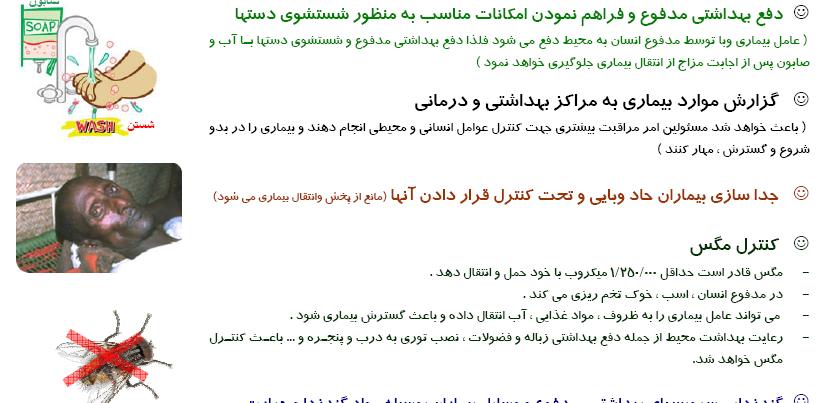 صابون
SOAP
WASH
شستن
دفع بهداشتی مدفوع و فراهم نمودن امکانات مناسب به منظور شستشوی دستها
( عامل بیماری وبا توسط مدفوع انسان به محیط دفع می شود فلذا دفع بهداشتی مدفوع و شستشوی دستها بــا آب و
صابون پس از اجابت مزاج از انتقال بیماری جلوگیری خواهد نمود )
گزارش موارد بیماری به مراکز بهداشتی و درمانی
( باعث خواهد شد مسئولین امر مراقبت بیشتری جهت کنترل عوامل انسانی و محیطی انجام دهند و بیماری را در بدو
شروع و گسترش ، مهار کنند )
جدا سازی بیماران حاد وبایی و تحت کنترل قرار دادن آنها (مانع از پخش وانتقال بیماری می شود)
کنترل مگس
- مگس قادر است حداقل ۱/۲۵۰/۰۰۰ میکروب با خود حمل و انتقال دهد .
- در مدفوع انسان ، اسب ، خوک تخم ریزی می کند .
- می تواند عامل بیماری را به ظروف ، مواد غذایی ، آب انتقال داده و باعث گسترش بیماری شود .
- رعایت بهداشت محیط از جمله دفع بهداشتی زباله و فضولات ، نصب توری به درب و پنجـره و ... باعـث کنتـرل
مگس خواهد شد.